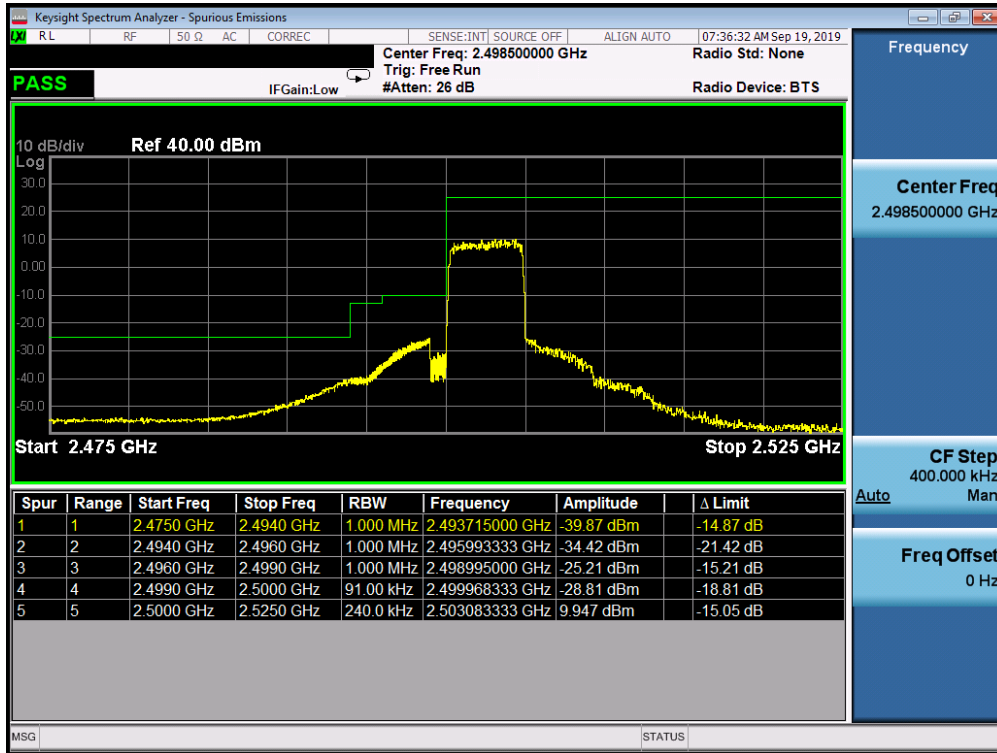 Keysight Spectrum Analyzer - Spurious Emissions
LXI RL RF 50 Ω AC CORREC SENSE:INT SOURCE OFF ALIGN AUTO 07:36:32 AM Sep 19, 2019
Frequency
Center Freq: 2.498500000 GHz Radio Std: None
Trig: Free Run
PASS IFGain:Low #Atten: 26 dB Radio Device: BTS
10 dB/div Ref 40.00 dBm
Log
30.0
20.0
10.0
0.00
-10.0
-20.0
-30.0
-40.0
-50.0
Start 2.475 GHz Stop 2.525 GHz
Center Freq
2.498500000 GHz
CF Step
400.000 kHz
Auto Man
Freq Offset
0 Hz
Spur Range Start Freq Stop Freq RBW Frequency Amplitude Δ Limit
1 1 2.4750 GHz 2.4940 GHz 1.000 MHz 2.493715000 GHz -39.87 dBm -14.87 dB
2 2 2.4940 GHz 2.4960 GHz 1.000 MHz 2.495993333 GHz -34.42 dBm -21.42 dB
3 3 2.4960 GHz 2.4990 GHz 1.000 MHz 2.498995000 GHz -25.21 dBm -15.21 dB
4 4 2.4990 GHz 2.5000 GHz 91.00 kHz 2.499968333 GHz -28.81 dBm -18.81 dB
5 5 2.5000 GHz 2.5250 GHz 240.0 kHz 2.503083333 GHz 9.947 dBm -15.05 dB
MSG STATUS